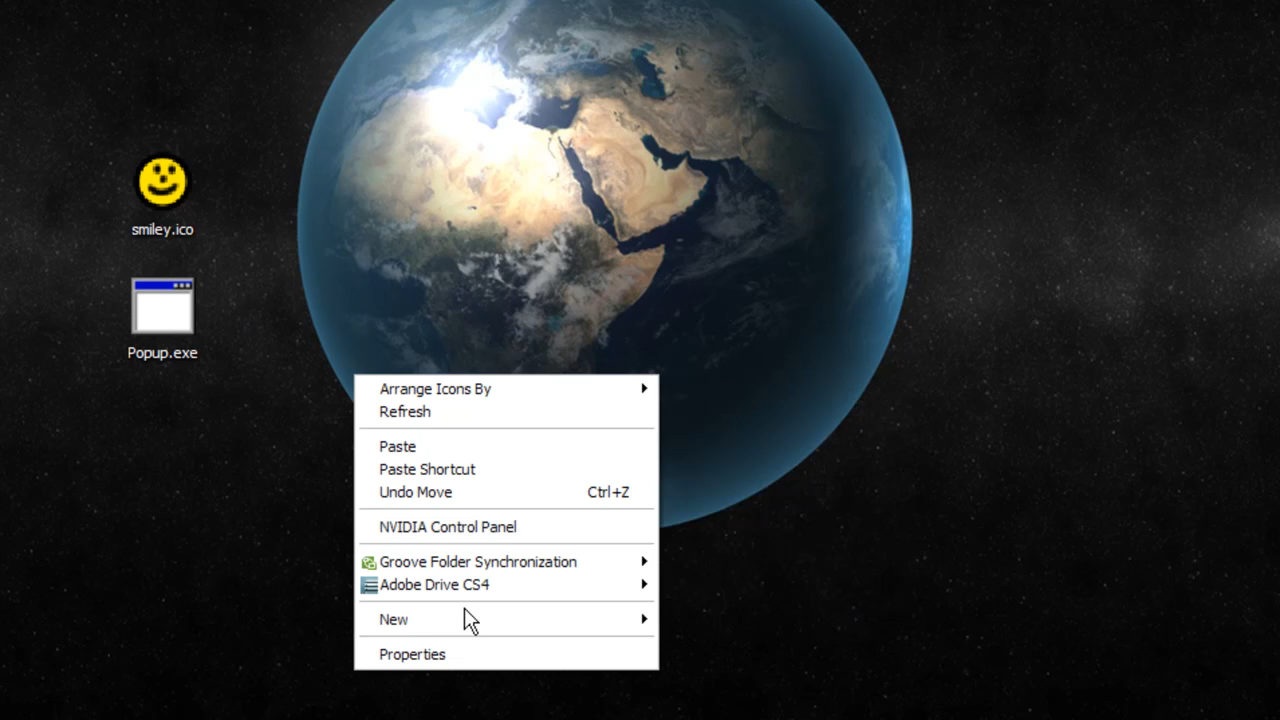 smiley.ico
Popup.exe
Arrange Icons By
Refresh
Paste
Paste Shortcut
Undo Move Ctrl+Z
NVIDIA Control Panel
Groove Folder Synchronization
Adobe Drive CS4
New
Properties